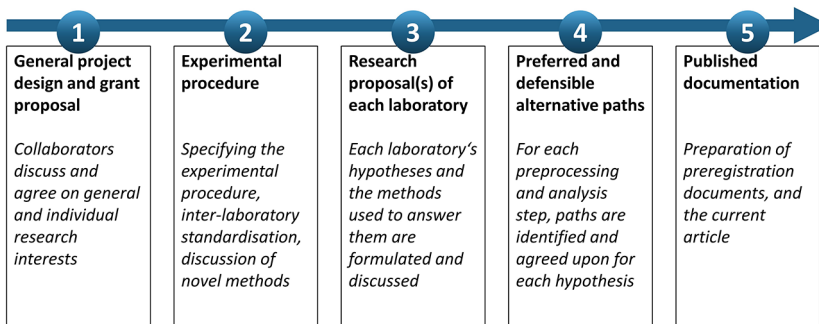 1
General project
design and grant
proposal
Collaborators
discuss and
agree on general
and individual
research
interests
2
Experimental
procedure
Specifying the
experimental
procedure,
inter-laboratory
standardisation,
discussion of
novel methods
3
Research
proposal(s) of
each laboratory
Each laboratory‘s
hypotheses and
the methods
used to answer
them are
formulated and
discussed
4
Preferred and
defensible
alternative paths
For each
preprocessing
and analysis
step, paths are
identified and
agreed upon for
each hypothesis
5
Published
documentation
Preparation of
preregistration
documents, and
the current
article